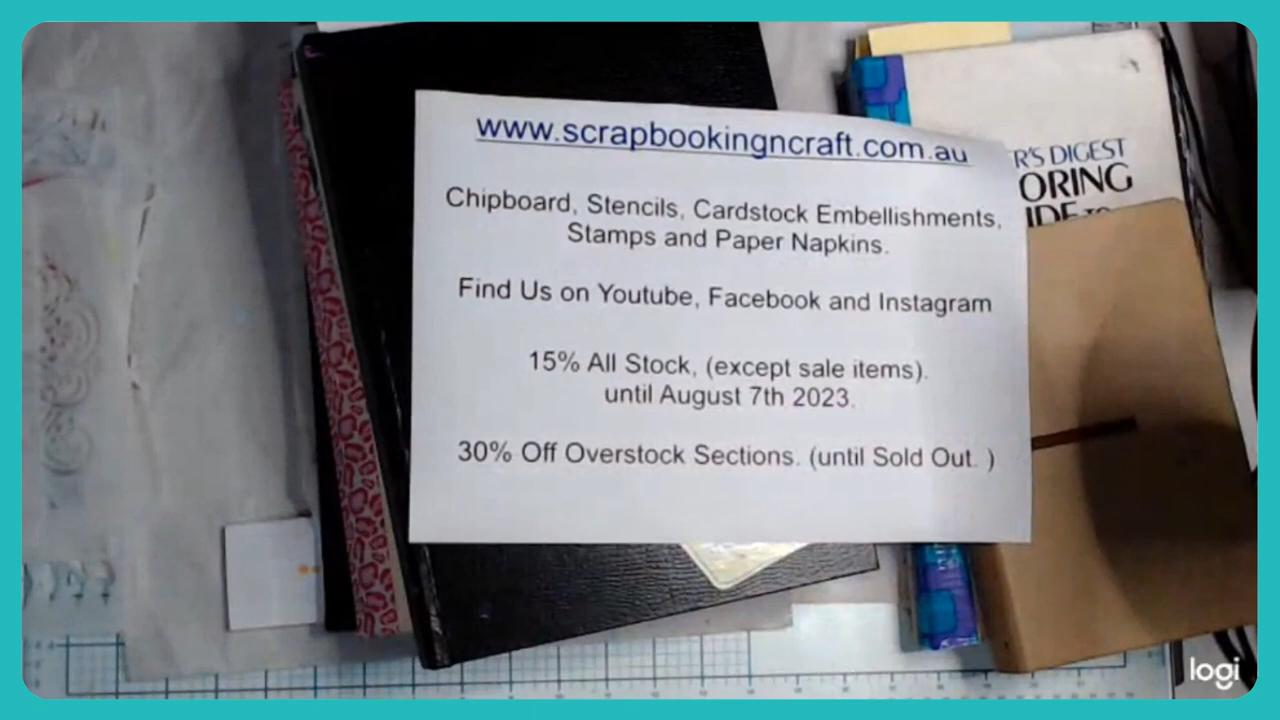 www.scrapbookingncraft.com.au
Chipboard, Stencils, Cardstock Embellishments,
Stamps and Paper Napkins.
Find Us on Youtube, Facebook and Instagram
15% All Stock, (except sale items).
until August 7th 2023.
30% Off Overstock Sections. (until Sold Out. )
R'S DIGEST
ORING
IDE TO
logi